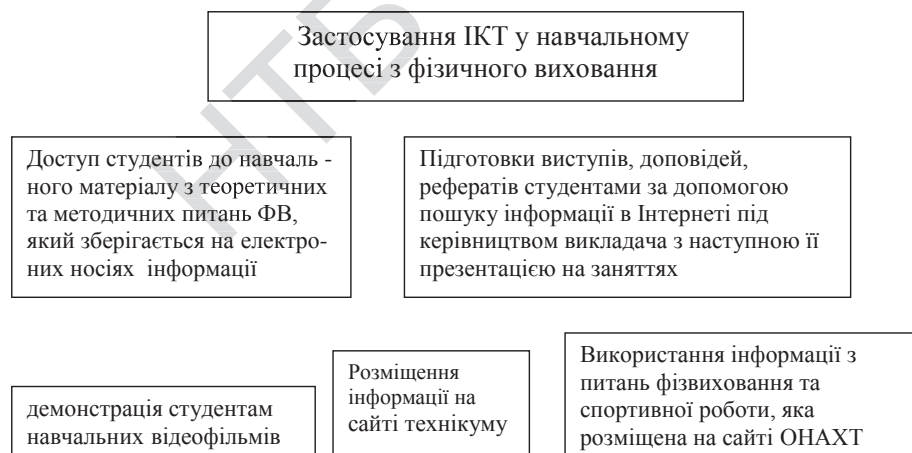 НТБ
Застосування ІКТ у навчальному
процесі з фізичного виховання
Доступ студентів до навчаль -
ного матеріалу з теоретичних
та методичних питань ФВ,
який зберігається на електро-
них носіях інформації
Підготовки виступів, доповідей,
рефератів студентами за допомогою
пошуку інформації в Інтернеті під
керівництвом викладача з наступною її
презентацією на заняттях
демонстрація студентам
навчальних відеофільмів
Розміщення
інформації на
сайті технікуму
Використання інформації з
питань фізвиховання та
спортивної роботи, яка
розміщена на сайті ОНАХТ